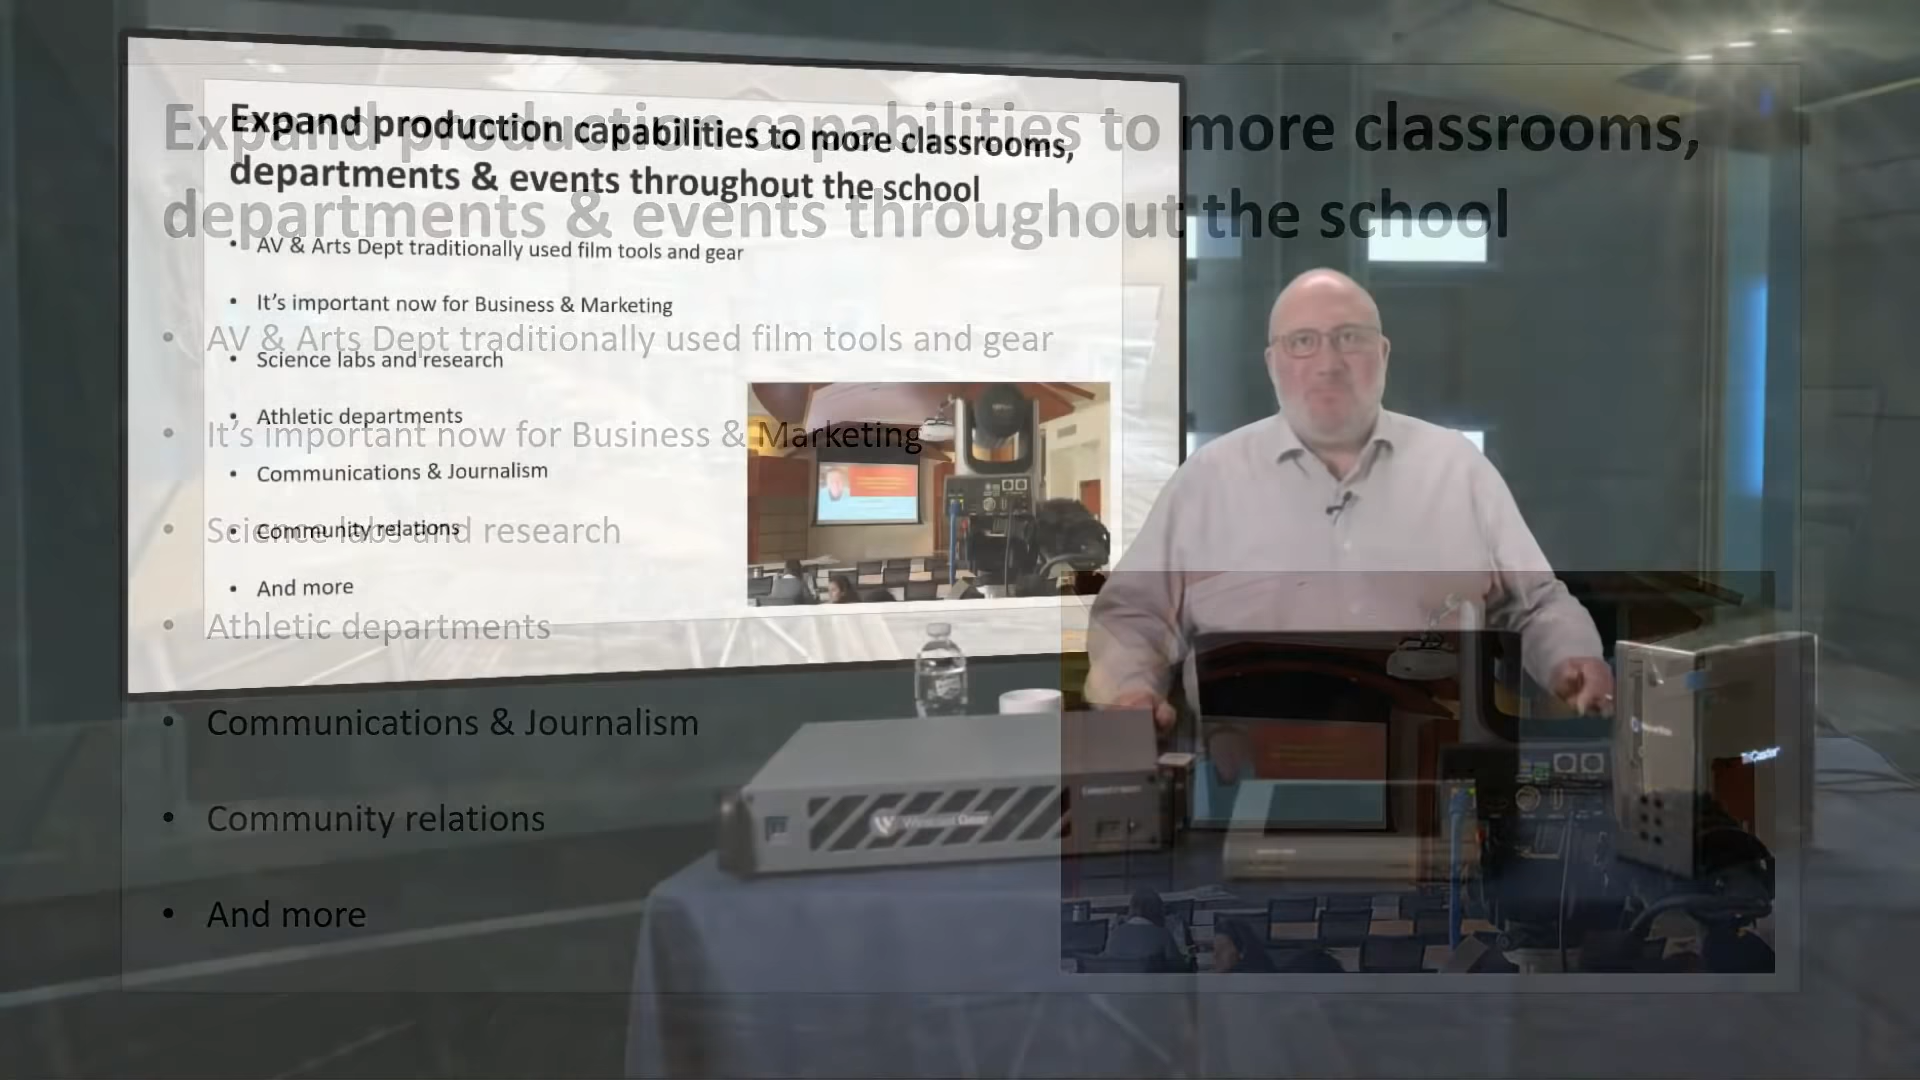 Expand production capabilities to more classrooms,
departments & events throughout the school
• AV & Arts Dept traditionally used film tools and gear
• It's important now for Business & Marketing
• Science labs and research
• Athletic departments
• Communications & Journalism
• Community relations
• And more
Expand production capabilities to more classrooms,
departments & events throughout the school
• AV & Arts Dept traditionally used film tools and gear
• It's important now for Business & Marketing
• Science labs and research
• Athletic departments
• Communications & Journalism
• Community relations
• And more
TriCaster